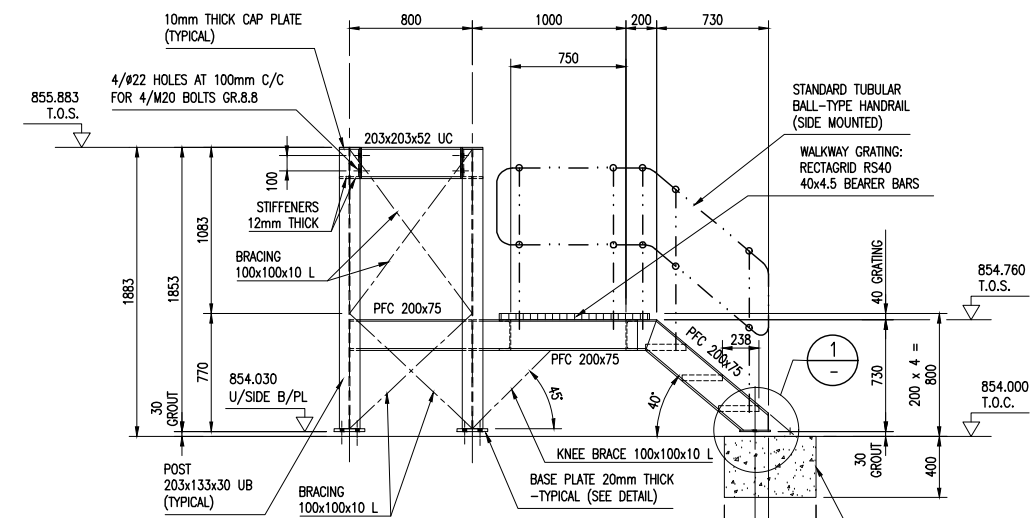 800
1000
200
730
10mm THICK CAP PLATE
(TYPICAL)
750
4/ø22 HOLES AT 100mm C/C
FOR 4/M20 BOLTS GR.8.8
855.883
T.O.S.
STANDARD TUBULAR
BALL-TYPE HANDRAIL
(SIDE MOUNTED)
203x203x52 UC
WALKWAY GRATING:
RECTAGRID RS40
40x4.5 BEARER BARS
100
STIFFENERS
12mm THICK
1083
1853
1883
BRACING
100x100x10 L
40 GRATING
854.760
T.O.S.
PFC 200x75
PFC 200x75
PFC 200x75
238
1
-
770
730
200 x 4 =
800
854.030
U/SIDE B/PL
854.000
T.O.C.
45°
40°
30
GROUT
30
GROUT
400
KNEE BRACE 100x100x10 L
POST
203x133x30 UB
(TYPICAL)
BRACING
100x100x10 L
BASE PLATE 20mm THICK
-TYPICAL (SEE DETAIL)